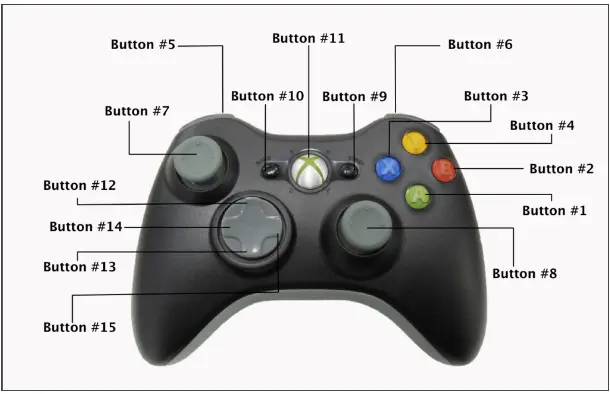 Button #11
Button #5
Button #6
Button #10
Button #9
Button #3
Button #7
Button #4
X
B
Button #2
Button #12
A
Button #1
Button #14
Button #13
Button #8
Button #15